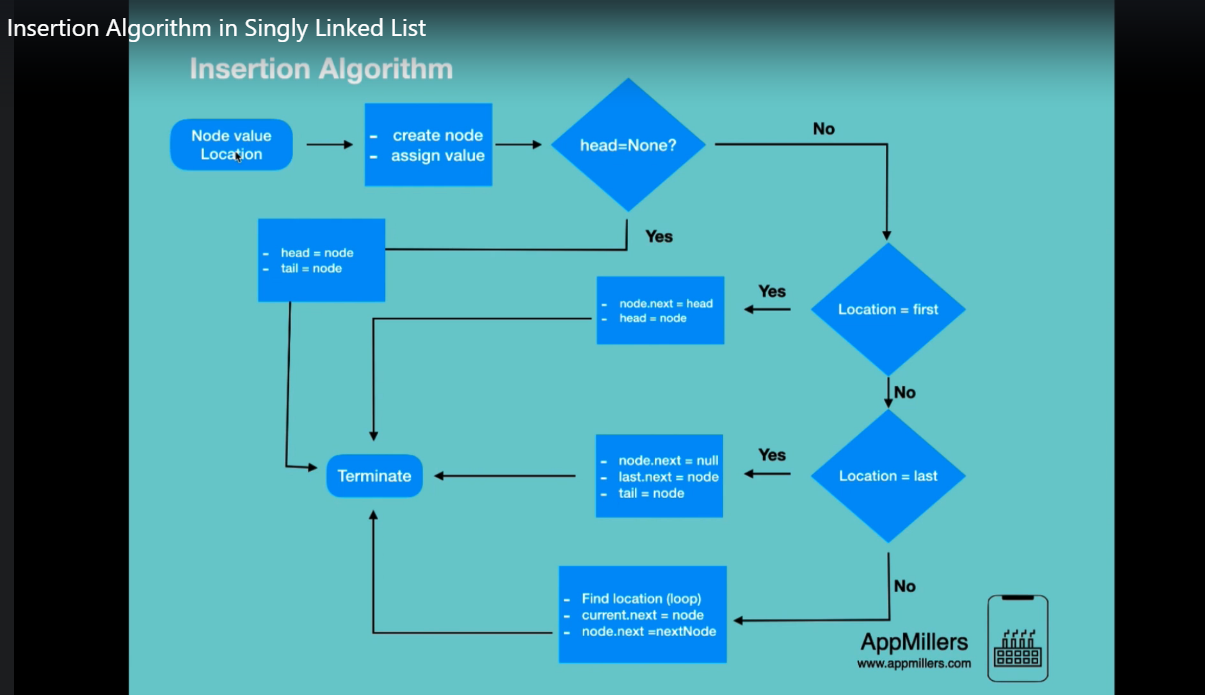 Insertion Algorithm in Singly Linked List
Insertion Algorithm
Node value
Location
- create node
- assign value
head=None?
No
Yes
- head = node
- tail = node
Location = first
Yes
- node.next = head
- head = node
No
Location = last
Yes
- node.next = null
- last.next = node
- tail = node
Terminate
No
- Find location (loop)
- current.next = node
- node.next =nextNode
AppMillers
www.appmillers.com